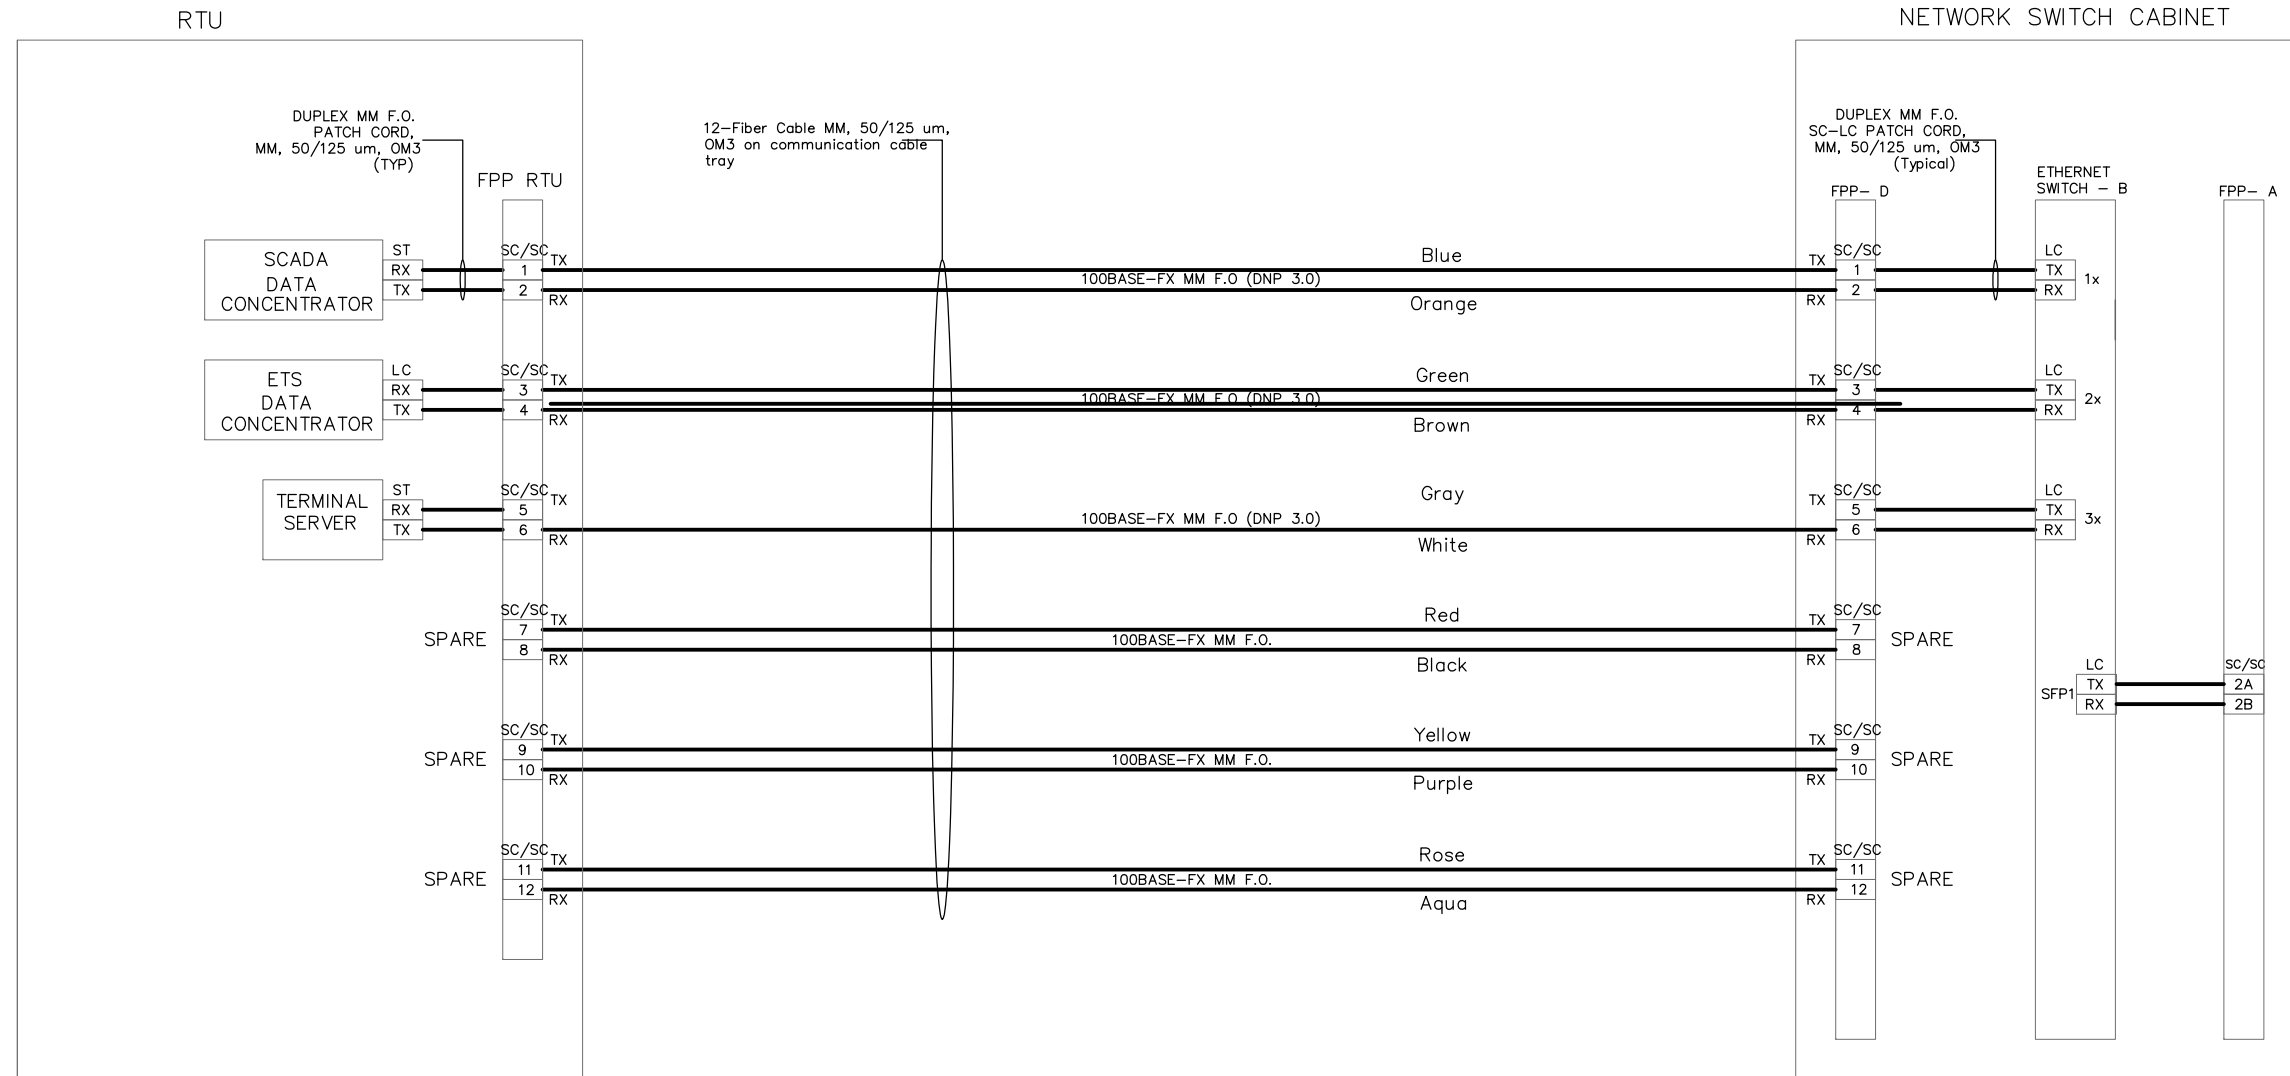 RTU
NETWORK SWITCH CABINET
DUPLEX MM F.O.
PATCH CORD,
MM, 50/125 um, OM3
(TYP)
12-Fiber Cable MM, 50/125 um,
OM3 on communication cable
tray
DUPLEX MM F.O.
SC-LC PATCH CORD,
MM, 50/125 um, OM3
(Typical)
FPP RTU
FPP- D
ETHERNET
SWITCH - B
FPP- A
SCADA
DATA
CONCENTRATOR
ST
RX
TX
SC/SC
1
2
TX
RX
Blue
100BASE-FX MM F.O (DNP 3.0)
Orange
TX
RX
SC/SC
1
2
LC
TX
RX
1x
ETS
DATA
CONCENTRATOR
LC
RX
TX
SC/SC
3
4
TX
RX
Green
100BASE-FX MM F.O (DNP 3.0)
Brown
TX
RX
SC/SC
3
4
LC
TX
RX
2x
TERMINAL
SERVER
ST
RX
TX
SC/SC
5
6
TX
RX
Gray
100BASE-FX MM F.O (DNP 3.0)
White
TX
RX
SC/SC
5
6
LC
TX
RX
3x
SPARE
SC/SC
7
8
TX
RX
Red
100BASE-FX MM F.O.
Black
TX
RX
SC/SC
7
8
SPARE
SFP1
LC
TX
RX
SC/SC
2A
2B
SPARE
SC/SC
9
10
TX
RX
Yellow
100BASE-FX MM F.O.
Purple
TX
RX
SC/SC
9
10
SPARE
SPARE
SC/SC
11
12
TX
RX
Rose
100BASE-FX MM F.O.
Aqua
TX
RX
SC/SC
11
12
SPARE